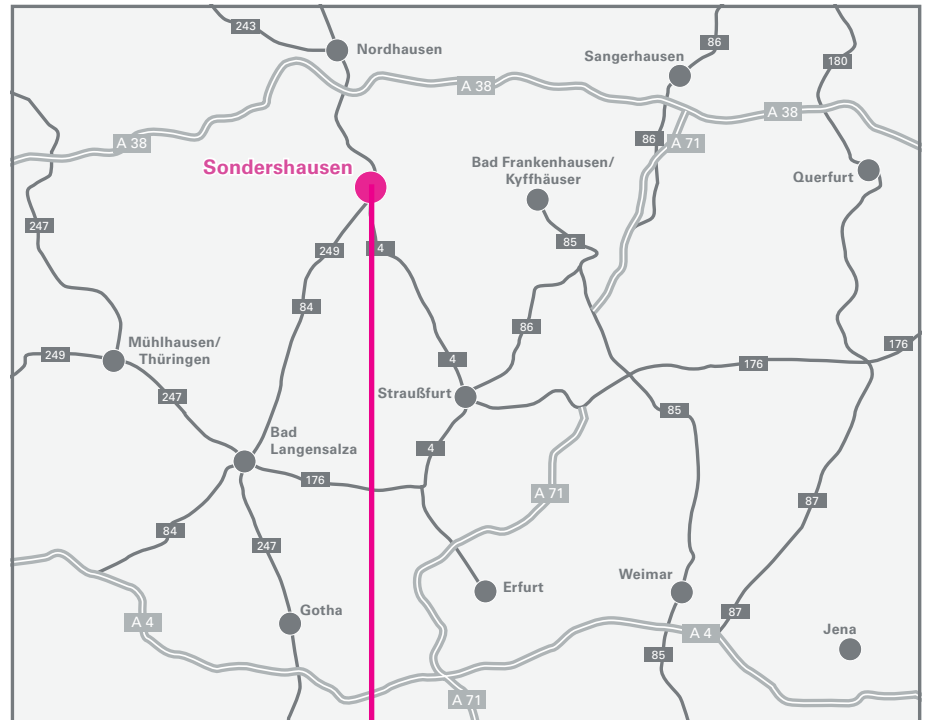 243
Nordhausen
86
Sangerhausen
180
A 38
A 38
A 38
86
A 71
Sondershausen
Bad Frankenhausen/
Kyffhäuser
Querfurt
247
249
4
85
84
86
Mühlhausen/
Thüringen
249
4
176
176
247
Straußfurt
85
Bad
Langensalza
4
176
A 71
87
84
247
Erfurt
Weimar
Gotha
87
A 4
A 4
Jena
85
A 71